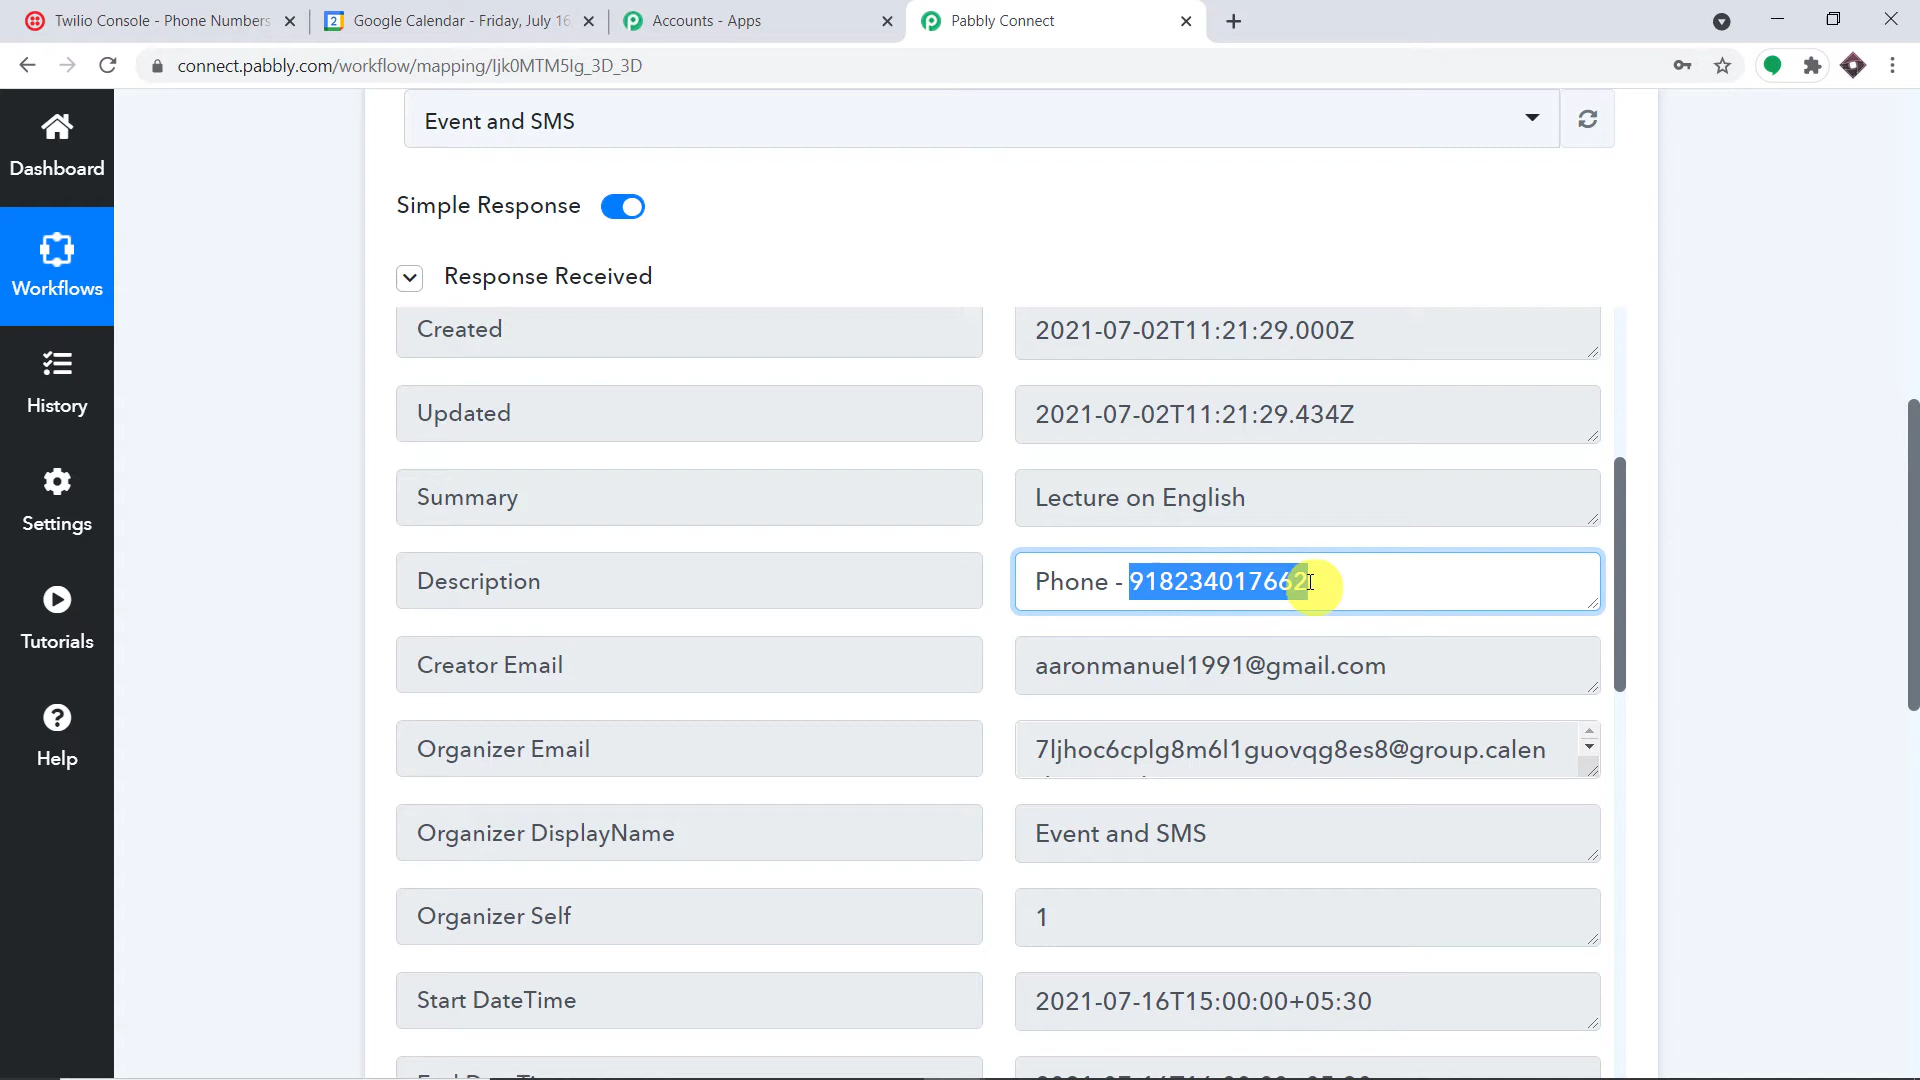 Twilio Console - Phone Numbers
Google Calendar - Friday, July 16
Accounts - Apps
Pabbly Connect
connect.pabbly.com/workflow/mapping/Ijk0MTM5Ig_3D_3D
Dashboard
Workflows
History
Settings
Tutorials
Help
Event and SMS
Simple Response
Response Received
Created
2021-07-02T11:21:29.000Z
Updated
2021-07-02T11:21:29.434Z
Summary
Lecture on English
Description
Phone - 918234017662
Creator Email
aaronmanuel1991@gmail.com
Organizer Email
7ljhoc6cplg8m6l1guovqg8es8@group.calen
Organizer DisplayName
Event and SMS
Organizer Self
1
Start DateTime
2021-07-16T15:00:00+05:30